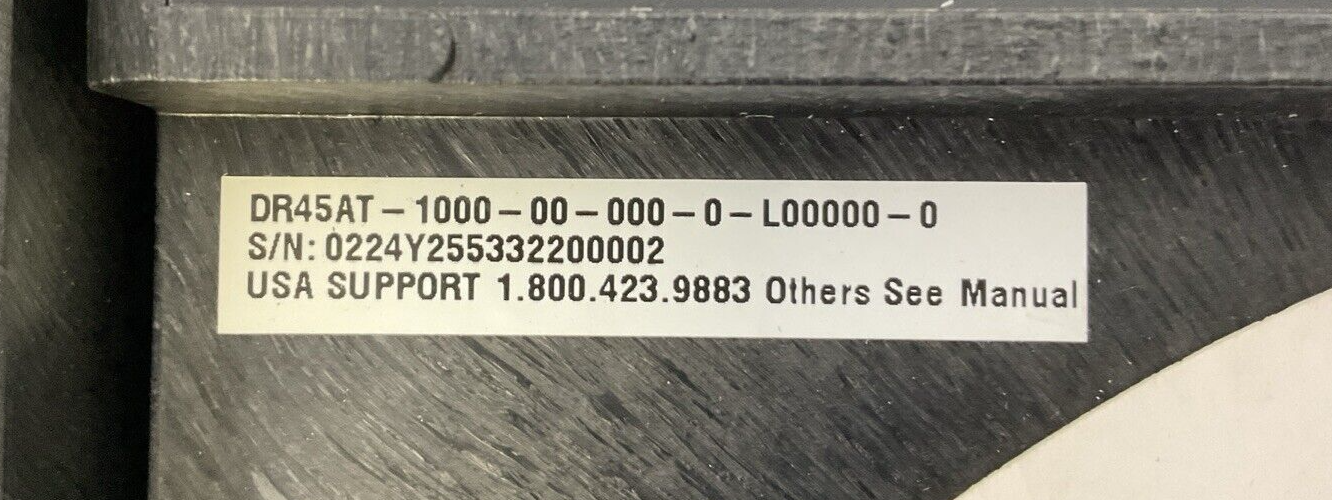 DR45AT – 1000 – 00 – 000 – 0 – L00000 – 0
S/N: 0224Y255332200002
USA SUPPORT 1.800.423.9883 Others See Manual